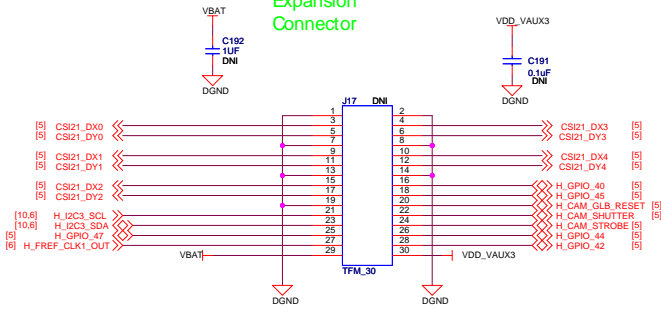 Expansion
Connector
VBAT
C192
1UF
DNI
DGND
VDD_VAUX3
C191
0.1uF
DNI
DGND
J17 DNI
1 2
[5] CSI21_DX0 3 4 CSI21_DX3 [5]
[5] CSI21_DY0 5 6 CSI21_DY3 [5]
7 8
[5] CSI21_DX1 9 10 CSI21_DX4 [5]
[5] CSI21_DY1 11 12 CSI21_DY4 [5]
13 14
[5] CSI21_DX2 15 16 H_GPIO_40 [5]
[5] CSI21_DY2 17 18 H_GPIO_45 [5]
19 20 H_CAM_GLB_RESET [5]
[10,6] H_I2C3_SCL 21 22 H_CAM_SHUTTER [5]
[10,6] H_I2C3_SDA 23 24 H_CAM_STROBE [5]
[5] H_GPIO_47 25 26 H_GPIO_44 [5]
[6] H_FREF_CLK1_OUT 27 28 H_GPIO_42 [5]
VBAT 29 30 VDD_VAUX3
TFM_30
DGND DGND